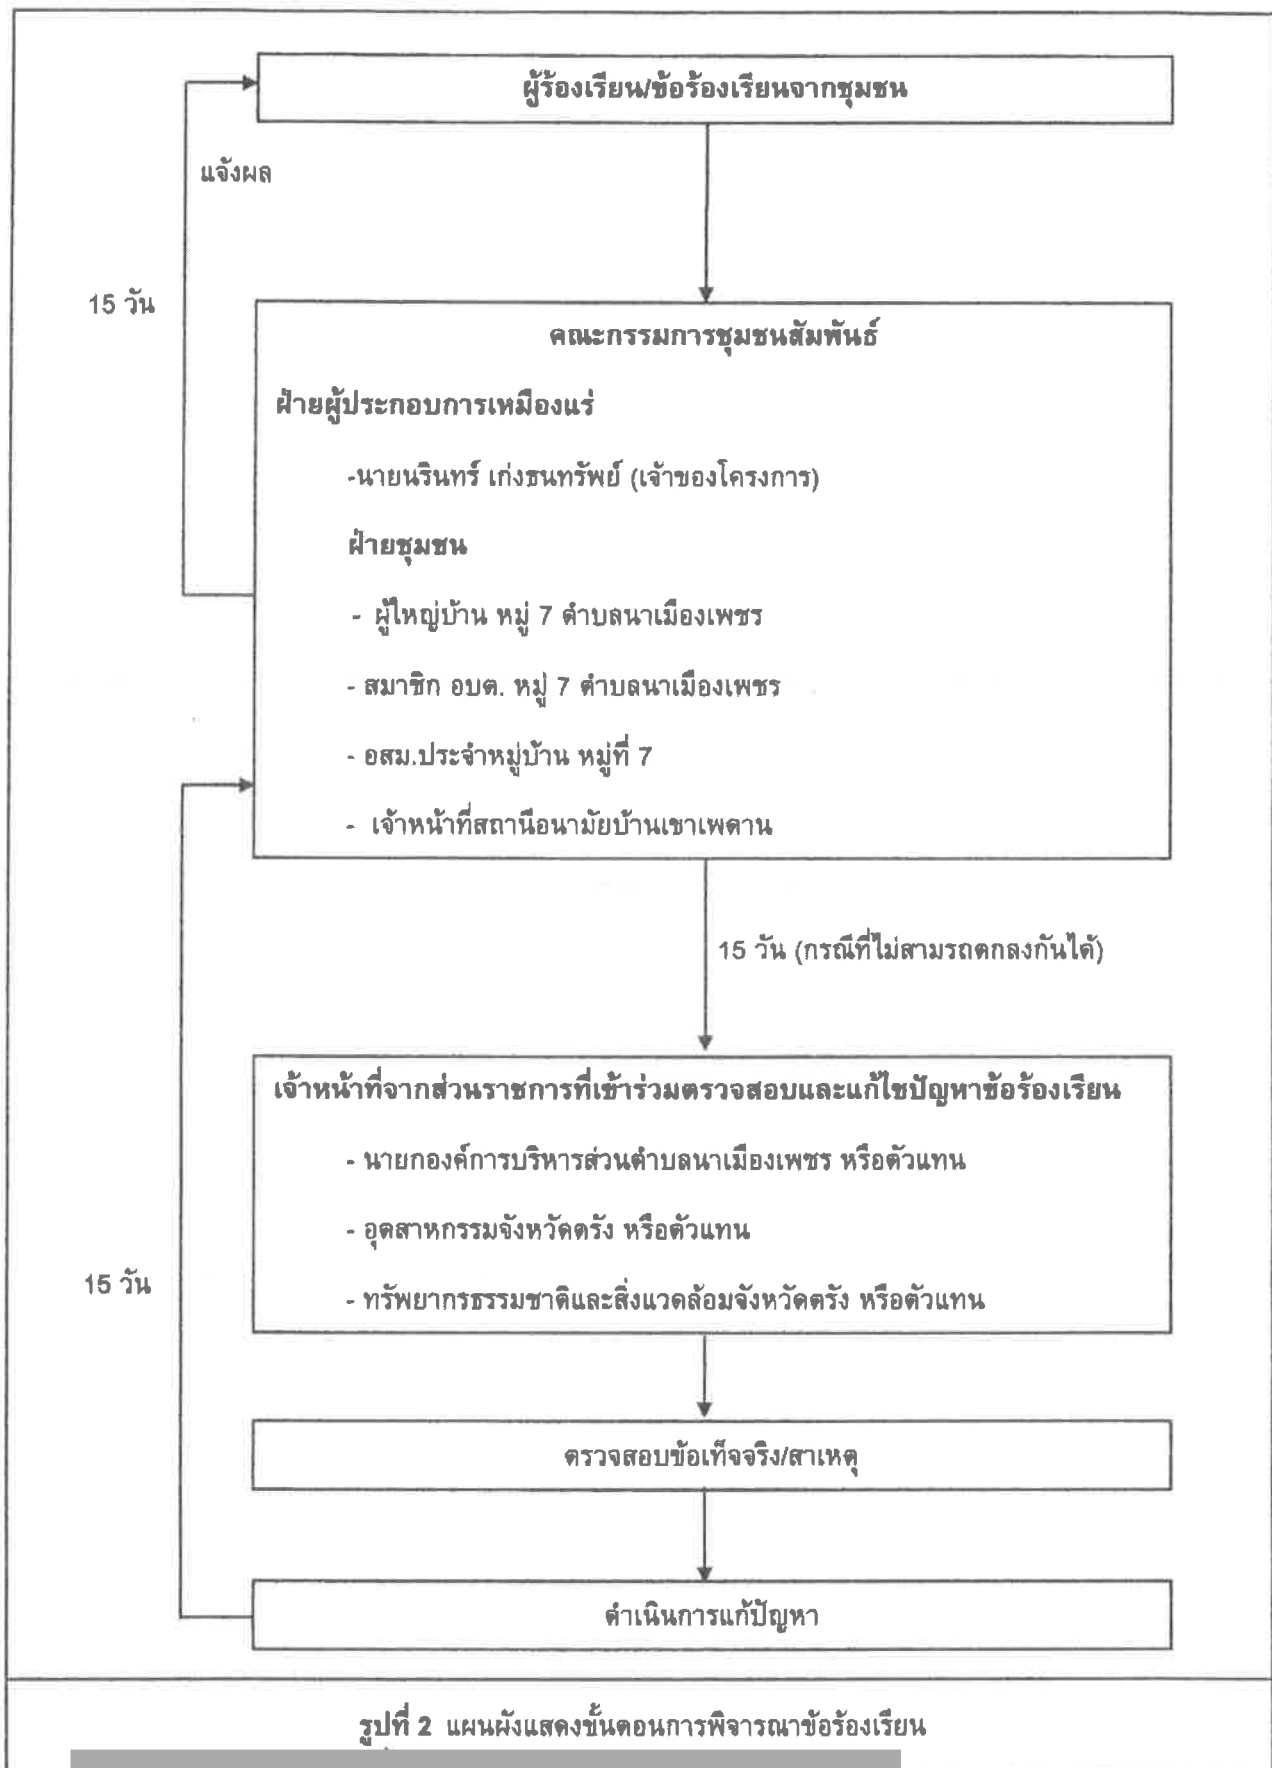 ผู้ร้องเรียน/ข้อร้องเรียนจากชุมชน
แจ้งผล
15 วัน
คณะกรรมการชุมชนสัมพันธ์
ฝ่ายผู้ประกอบการเหมืองแร่
-นายนรินทร์ เก่งธนทรัพย์ (เจ้าของโครงการ)
ฝ่ายชุมชน
- ผู้ใหญ่บ้าน หมู่ 7 ตำบลนาเมืองเพชร
- สมาชิก อบต. หมู่ 7 ตำบลนาเมืองเพชร
- อสม.ประจำหมู่บ้าน หมู่ที่ 7
- เจ้าหน้าที่สถานีอนามัยบ้านเขาเพดาน
15 วัน (กรณีที่ไม่สามรถตกลงกันได้)
เจ้าหน้าที่จากส่วนราชการที่เข้าร่วมตรวจสอบและแก้ไขปัญหาข้อร้องเรียน
- นายกองค์การบริหารส่วนตำบลนาเมืองเพชร หรือตัวแทน
- อุตสาหกรรมจังหวัดตรัง หรือตัวแทน
- ทรัพยากรธรรมชาติและสิ่งแวดล้อมจังหวัดตรัง หรือตัวแทน
15 วัน
ตรวจสอบข้อเท็จจริง/สาเหตุ
ดำเนินการแก้ปัญหา
รูปที่ 2 แผนผังแสดงขั้นตอนการพิจารณาข้อร้องเรียน